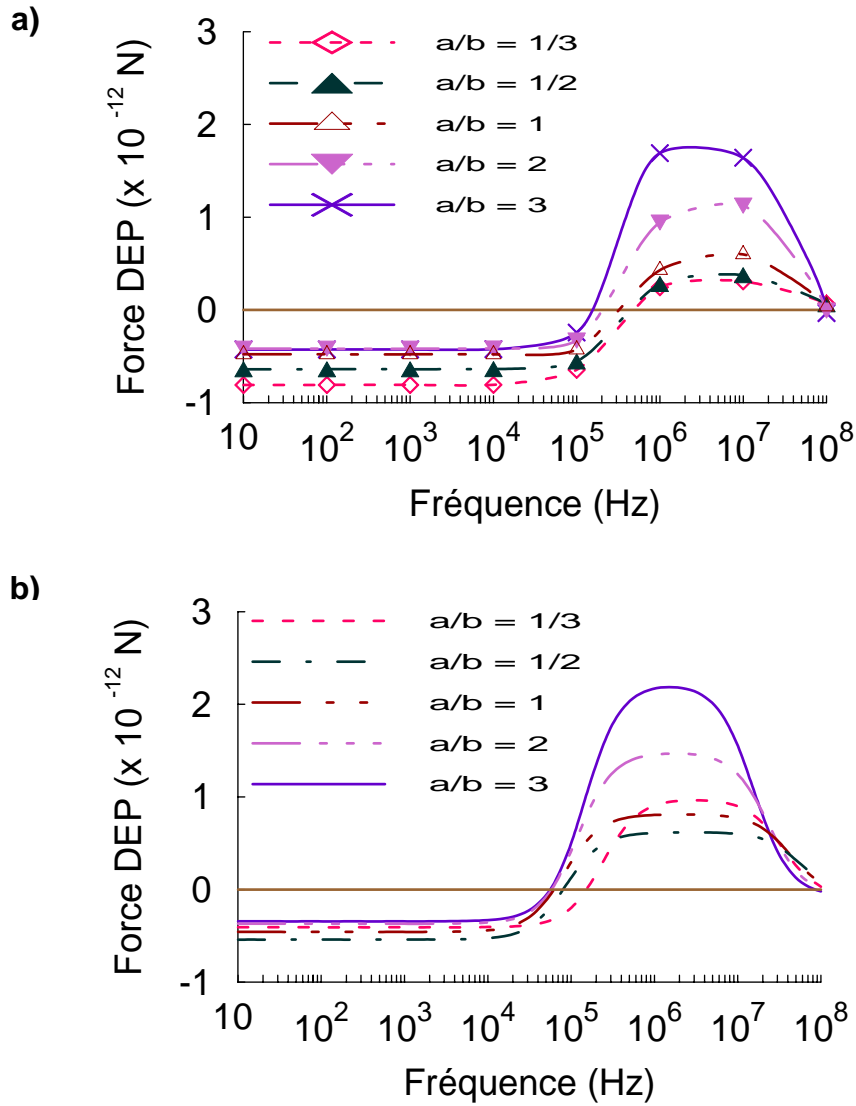 a)
Force DEP (x 10⁻¹² N)
3
2
1
0
-1
a/b = 1/3
a/b = 1/2
a/b = 1
a/b = 2
a/b = 3
10 10² 10³ 10⁴ 10⁵ 10⁶ 10⁷ 10⁸
Fréquence (Hz)
b)
Force DEP (x 10⁻¹² N)
3
2
1
0
-1
a/b = 1/3
a/b = 1/2
a/b = 1
a/b = 2
a/b = 3
10 10² 10³ 10⁴ 10⁵ 10⁶ 10⁷ 10⁸
Fréquence (Hz)